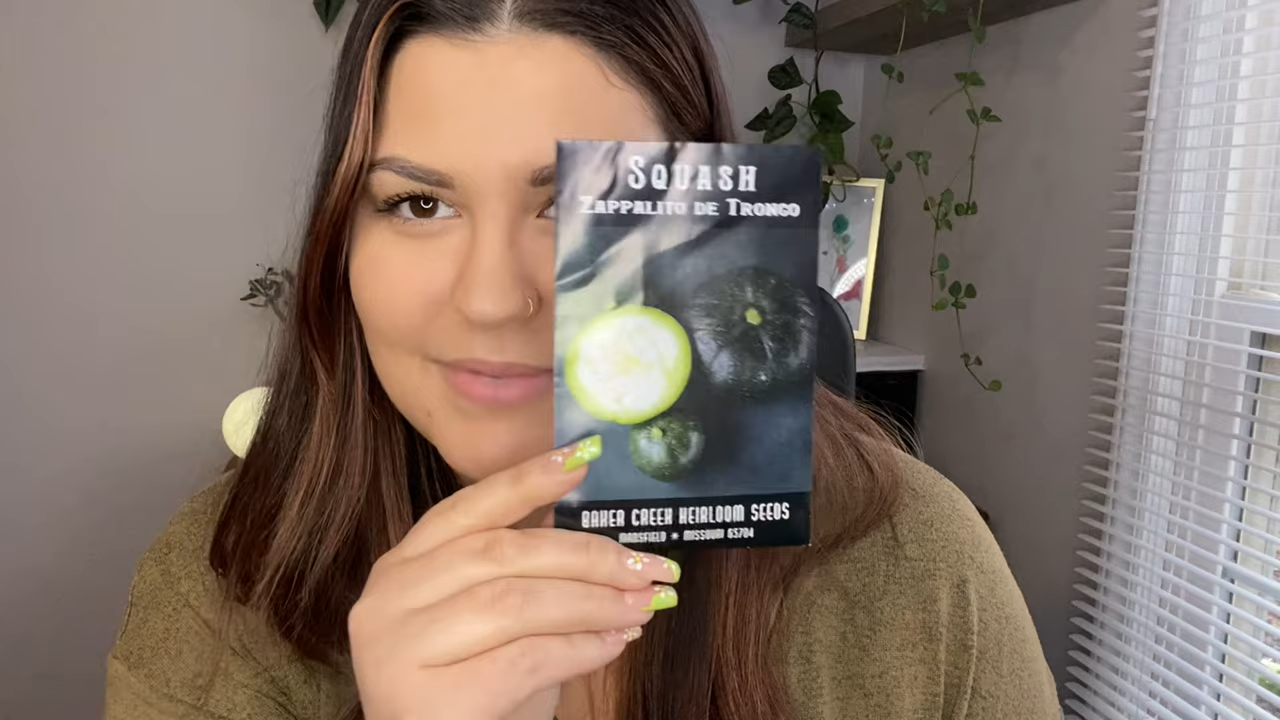 SQUASH
ZAPPALITO DE TRONCO
BAKER CREEK HEIRLOOM SEEDS
MANSFIELD * MISSOURI 65704